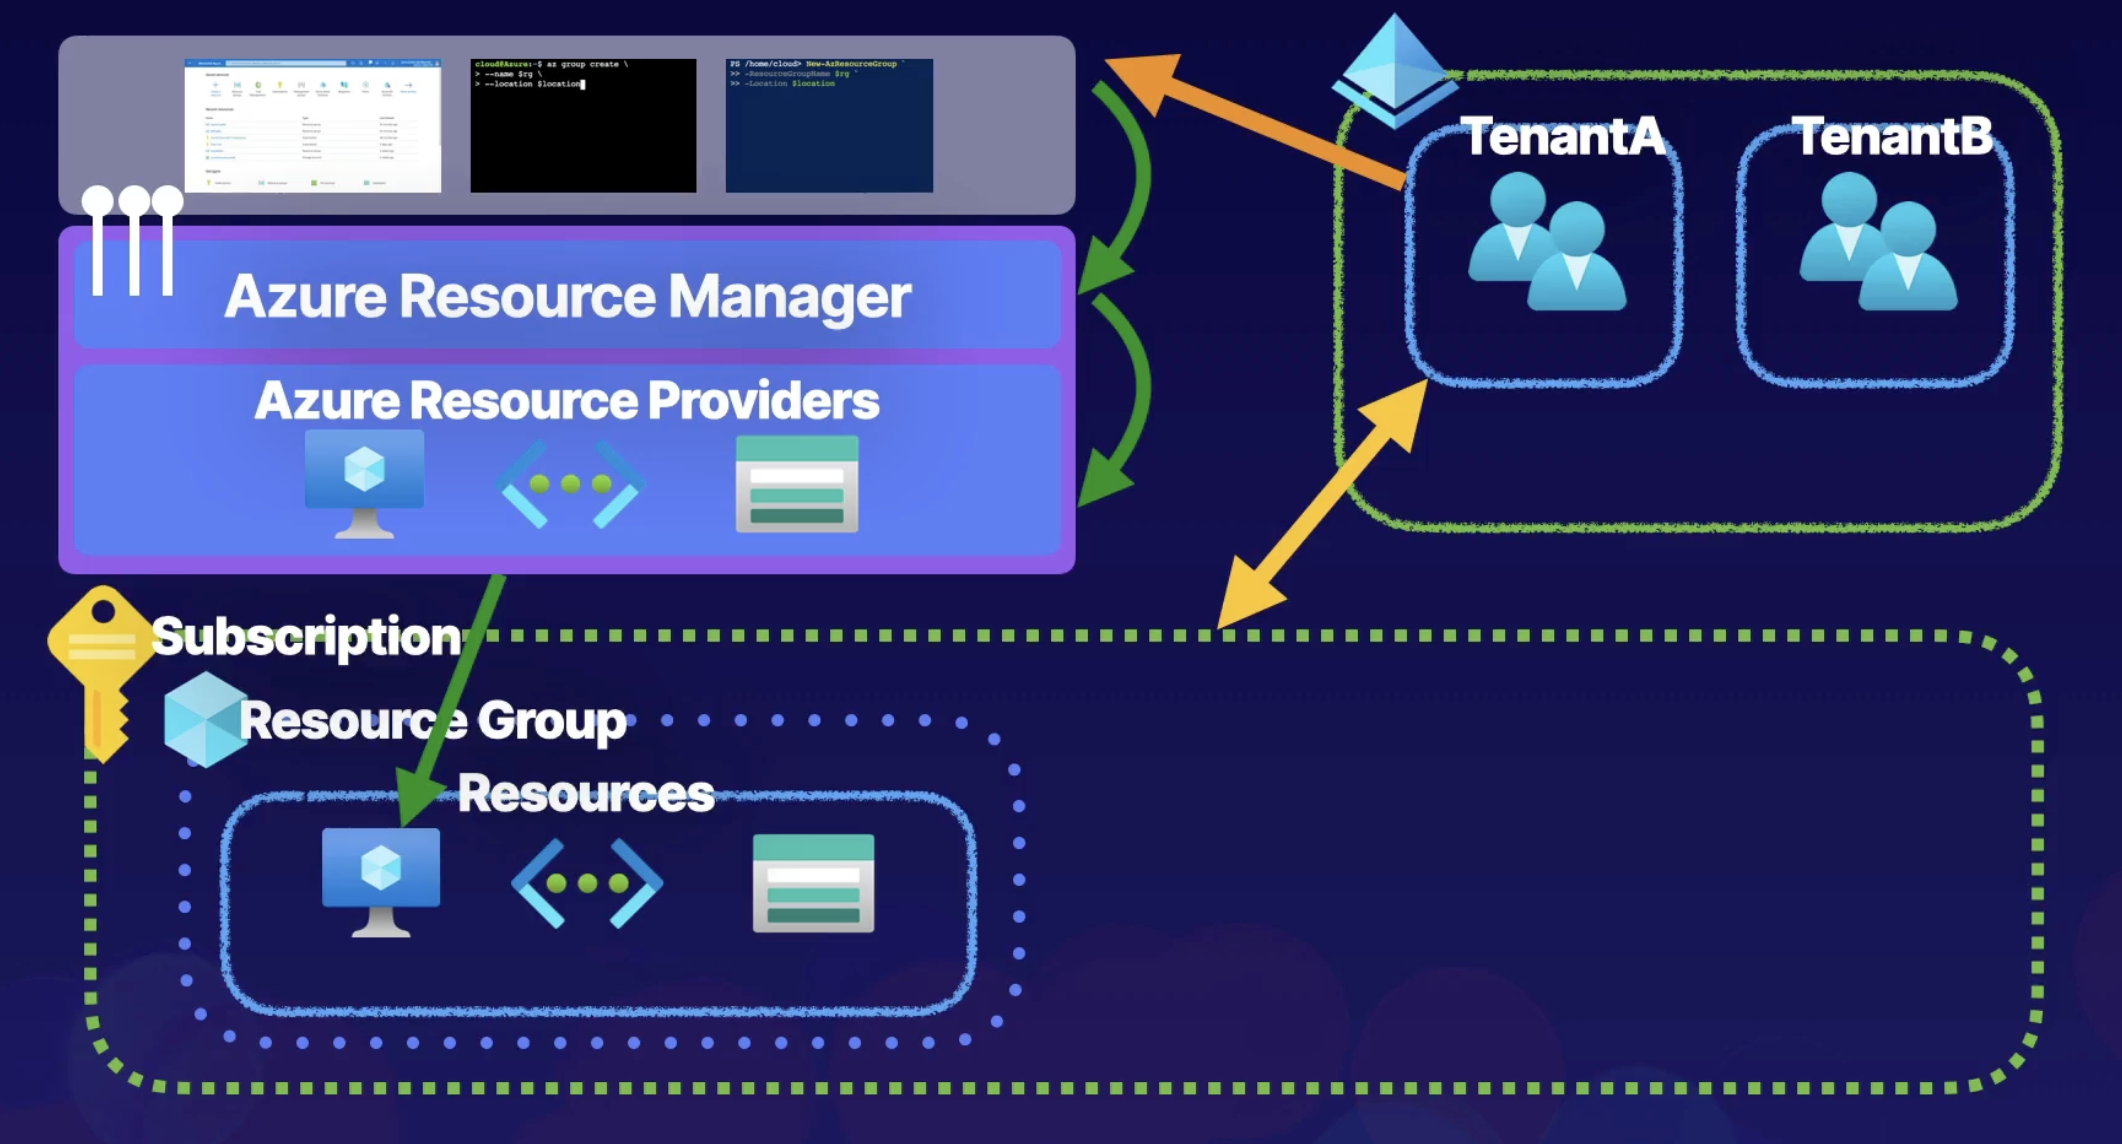 cloud@Azure:~$ az group create \
> --name $rg \
> --location $location
PS /home/cloud> New-AzResourceGroup `
>> -ResourceGroupName $rg `
>> -Location $location
TenantA
TenantB
Azure Resource Manager
Azure Resource Providers
Subscription
Resource Group
Resources